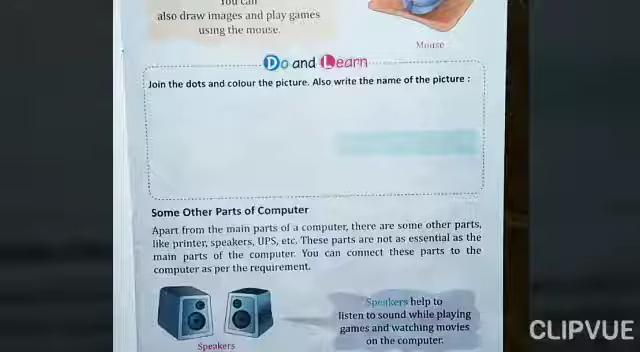 You can
also draw images and play games
using the mouse.
Mouse
Do and Learn
Join the dots and colour the picture. Also write the name of the picture :
Some Other Parts of Computer
Apart from the main parts of a computer, there are some other parts,
like printer, speakers, UPS, etc. These parts are not as essential as the
main parts of the computer. You can connect these parts to the
computer as per the requirement.
Speakers help to
listen to sound while playing
games and watching movies
on the computer.
Speakers
CLIPVUE